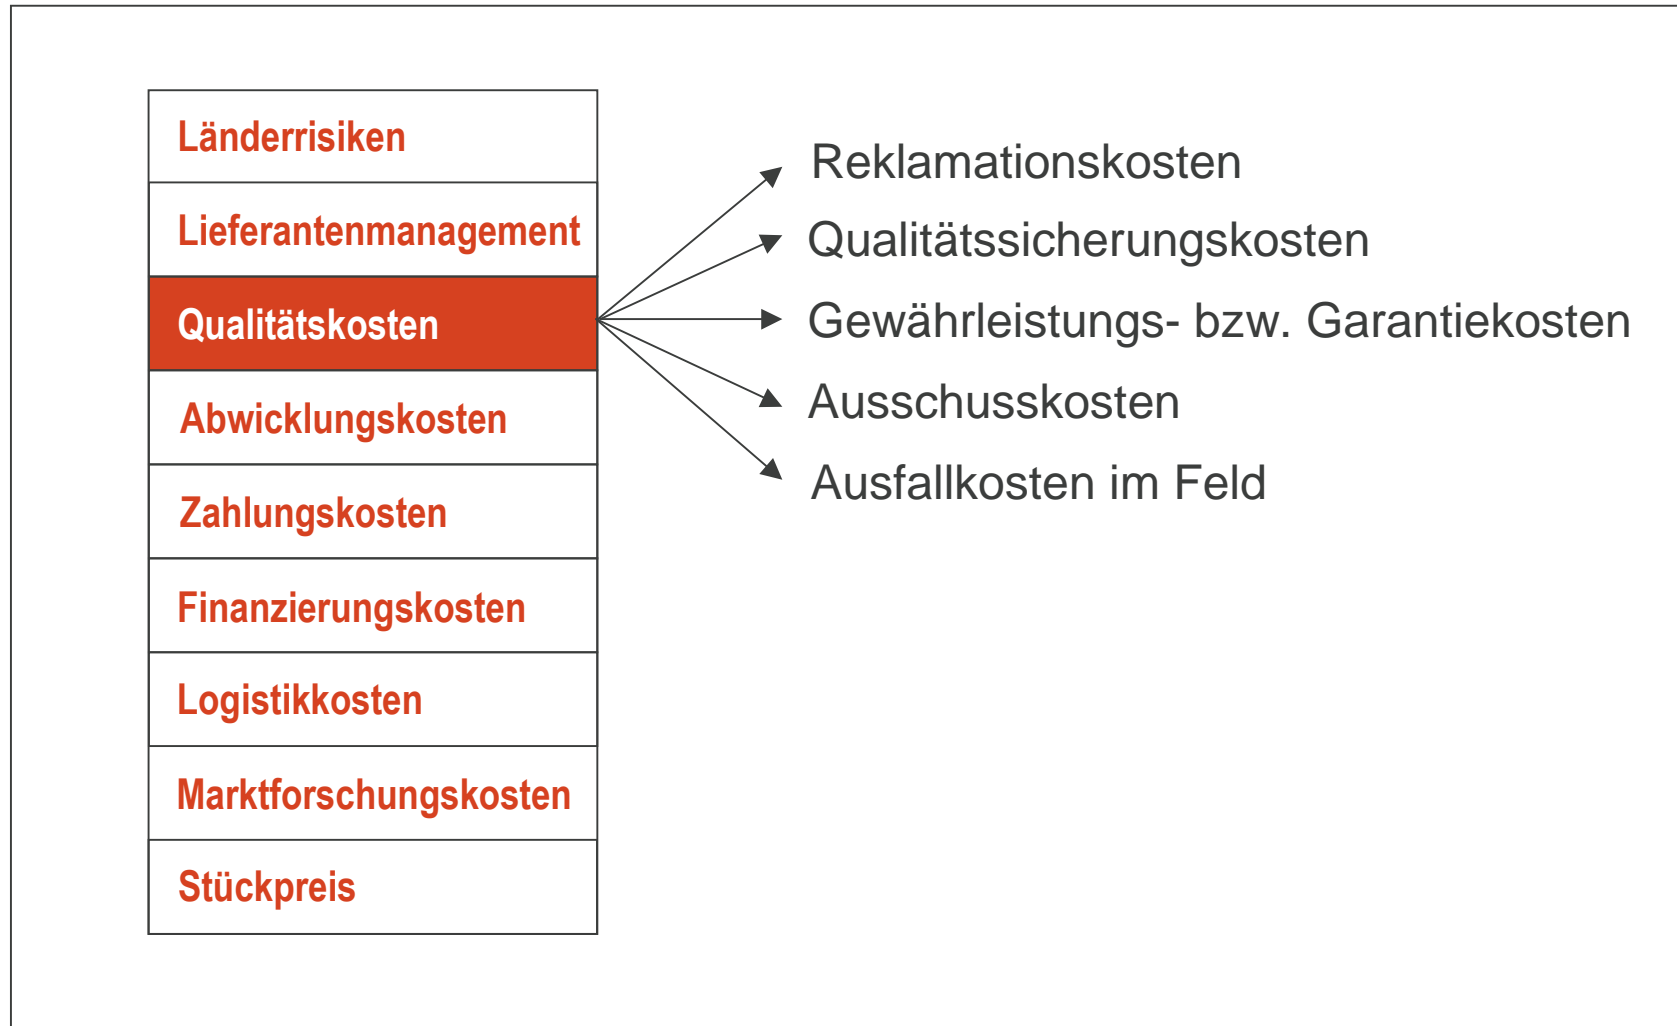 Länderrisiken
Lieferantenmanagement
Qualitätskosten
Abwicklungskosten
Zahlungskosten
Finanzierungskosten
Logistikkosten
Marktforschungskosten
Stückpreis
Reklamationskosten
Qualitätssicherungskosten
Gewährleistungs- bzw. Garantiekosten
Ausschusskosten
Ausfallkosten im Feld